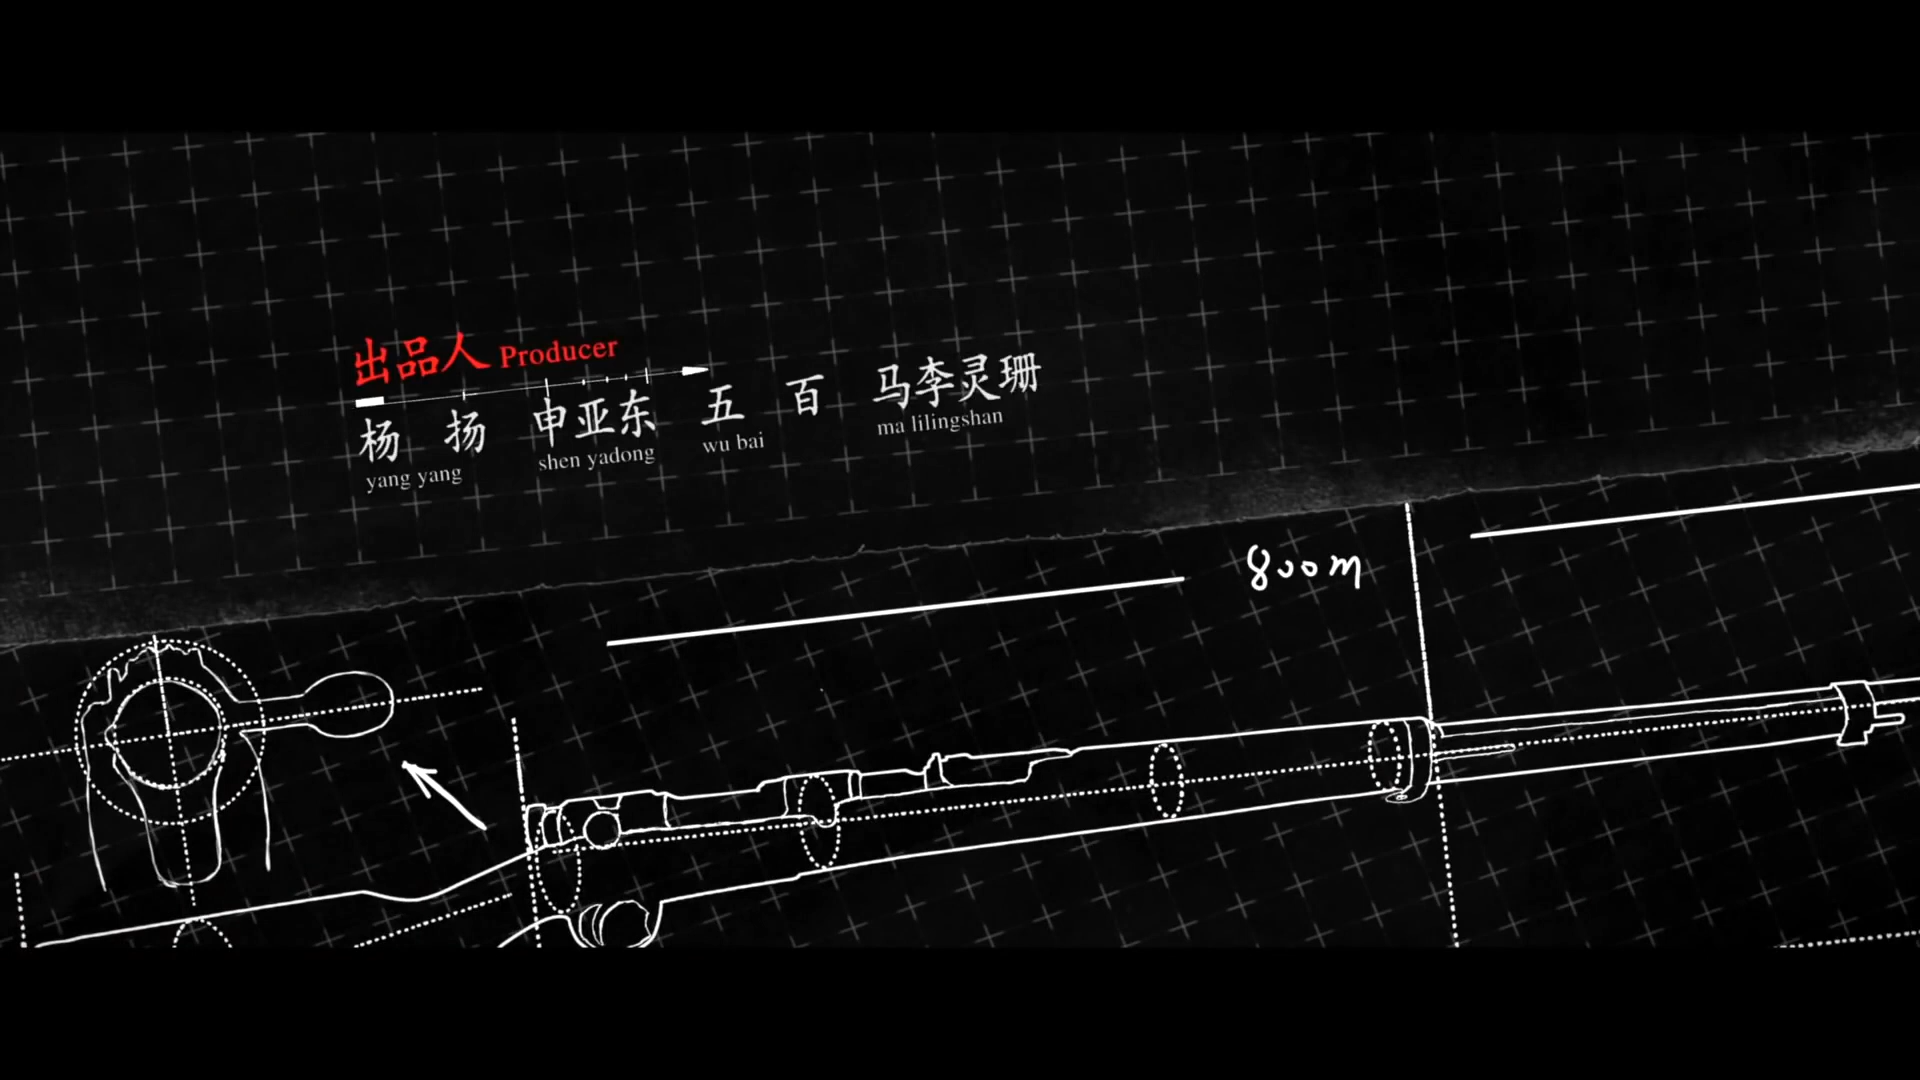 出品人 Producer
杨 扬 申亚东 五 百 马李灵珊
yang yang shen yadong wu bai ma lilingshan
800m